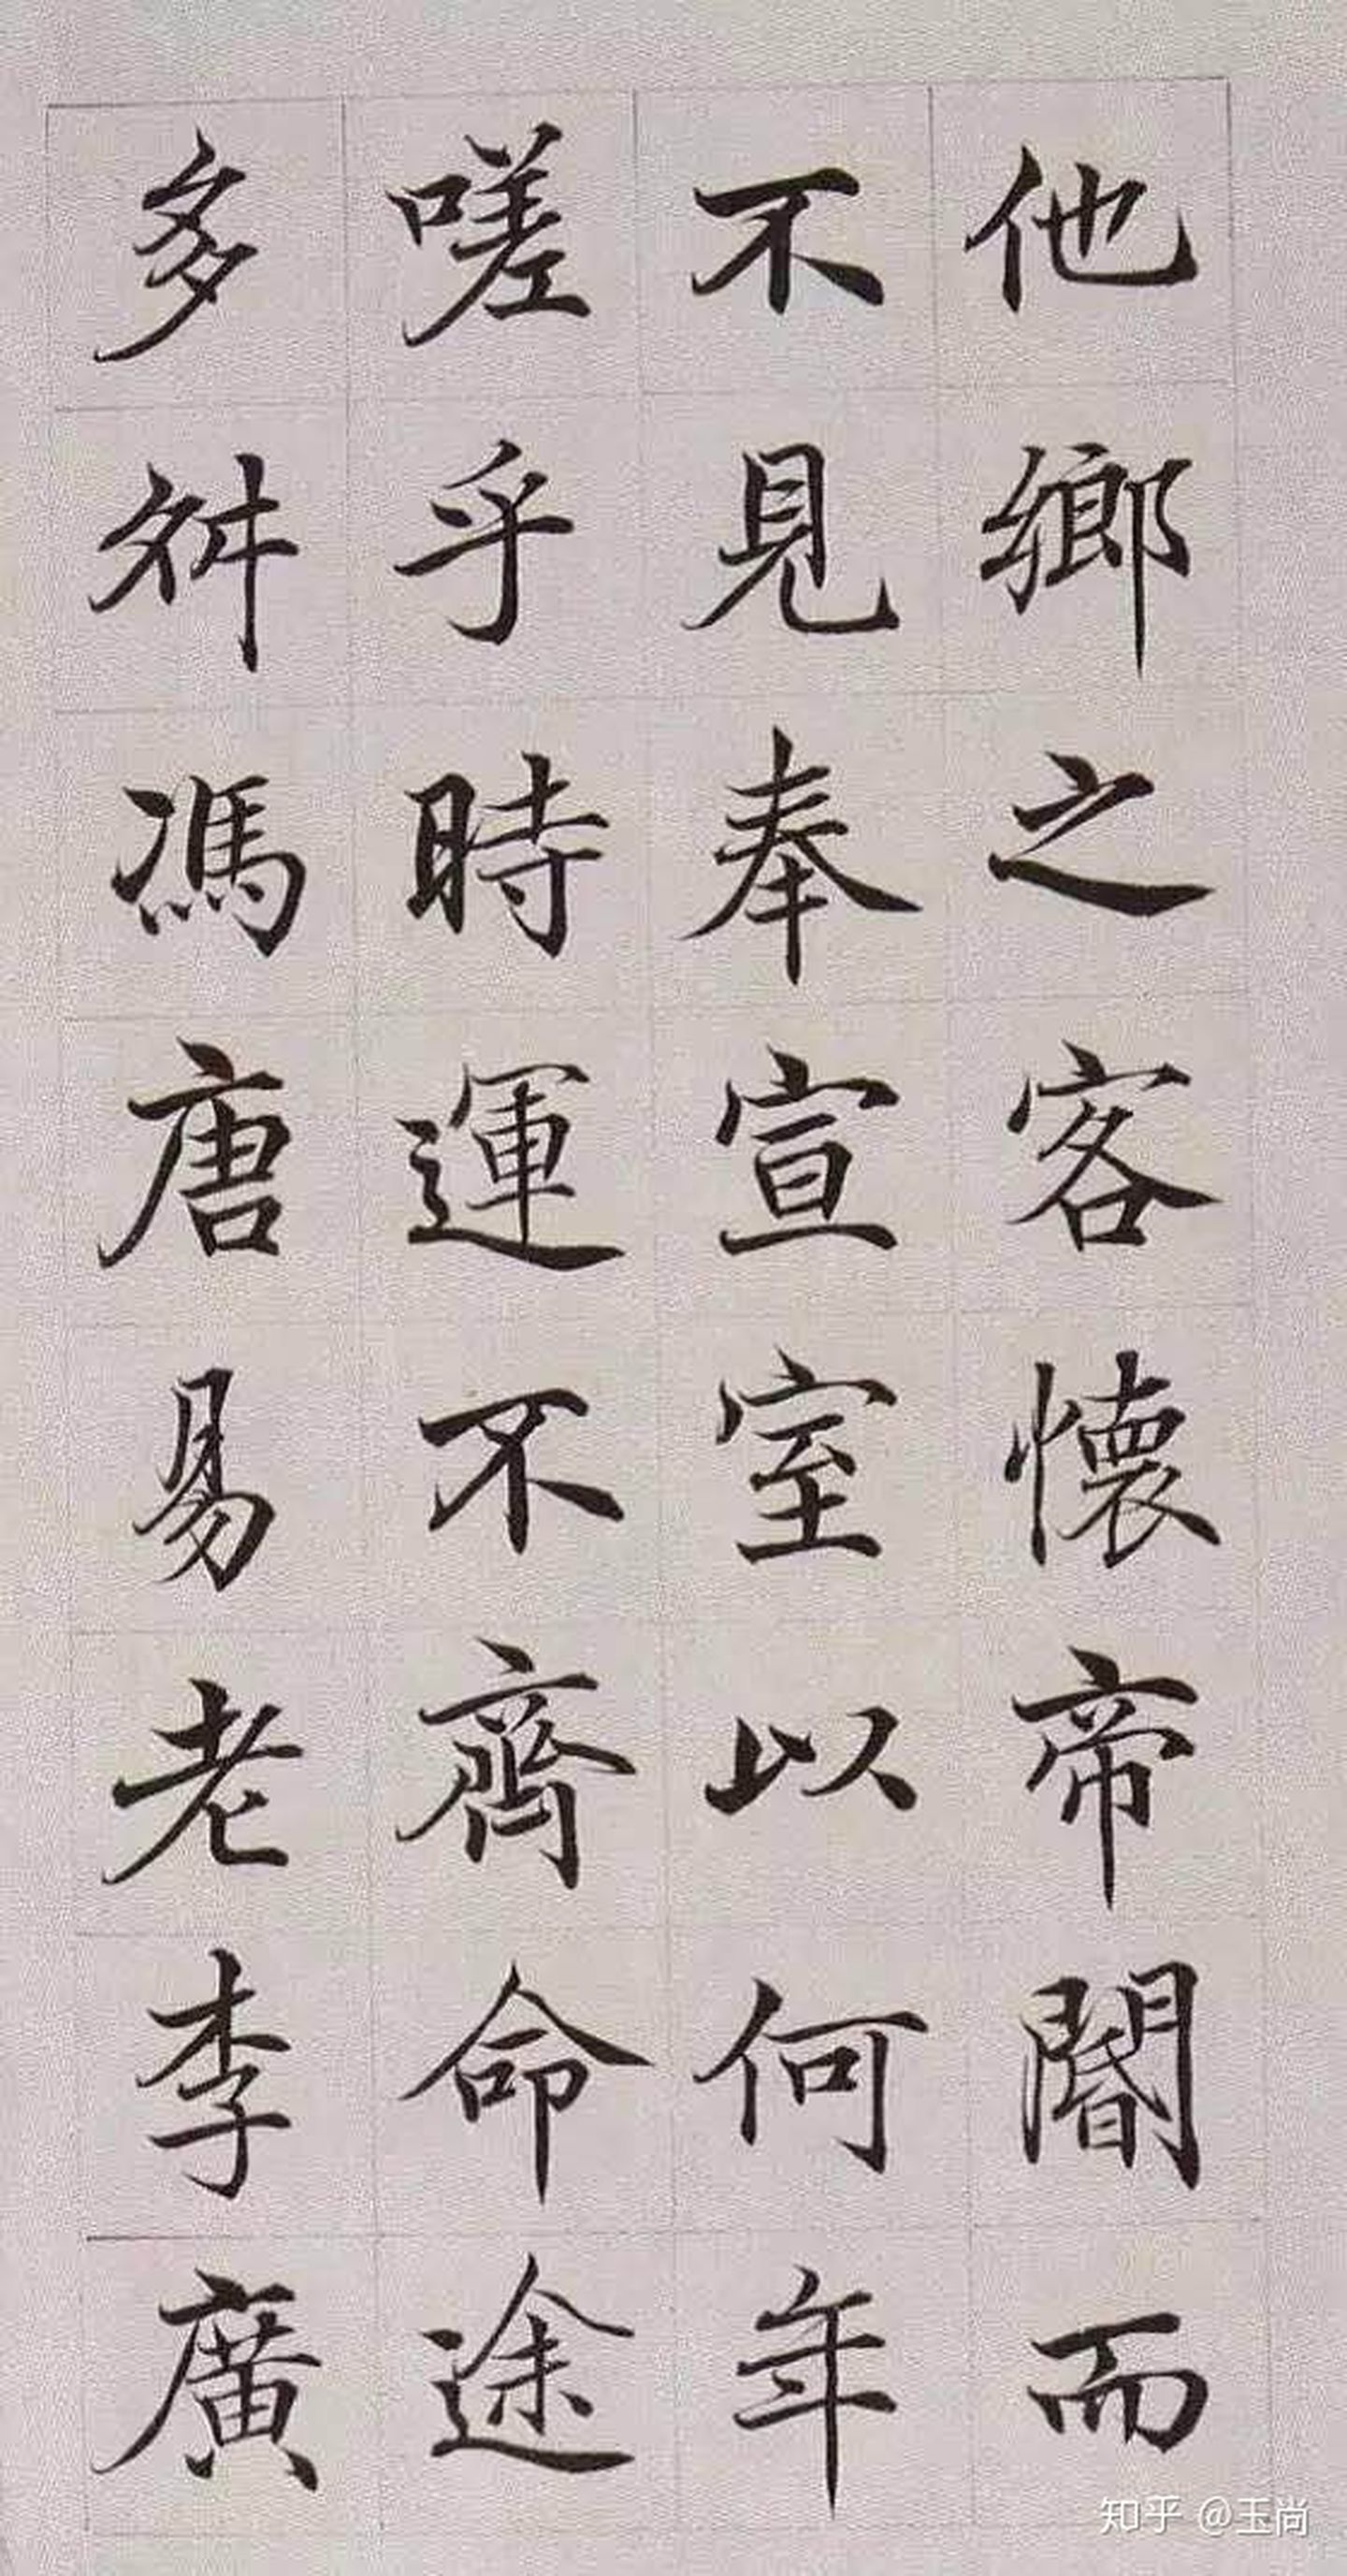 他鄉之客懷帝閽而
不見奉宣室以何年
嗟乎時運不齊命途
多舛馮唐易老李廣
知乎 @玉尚